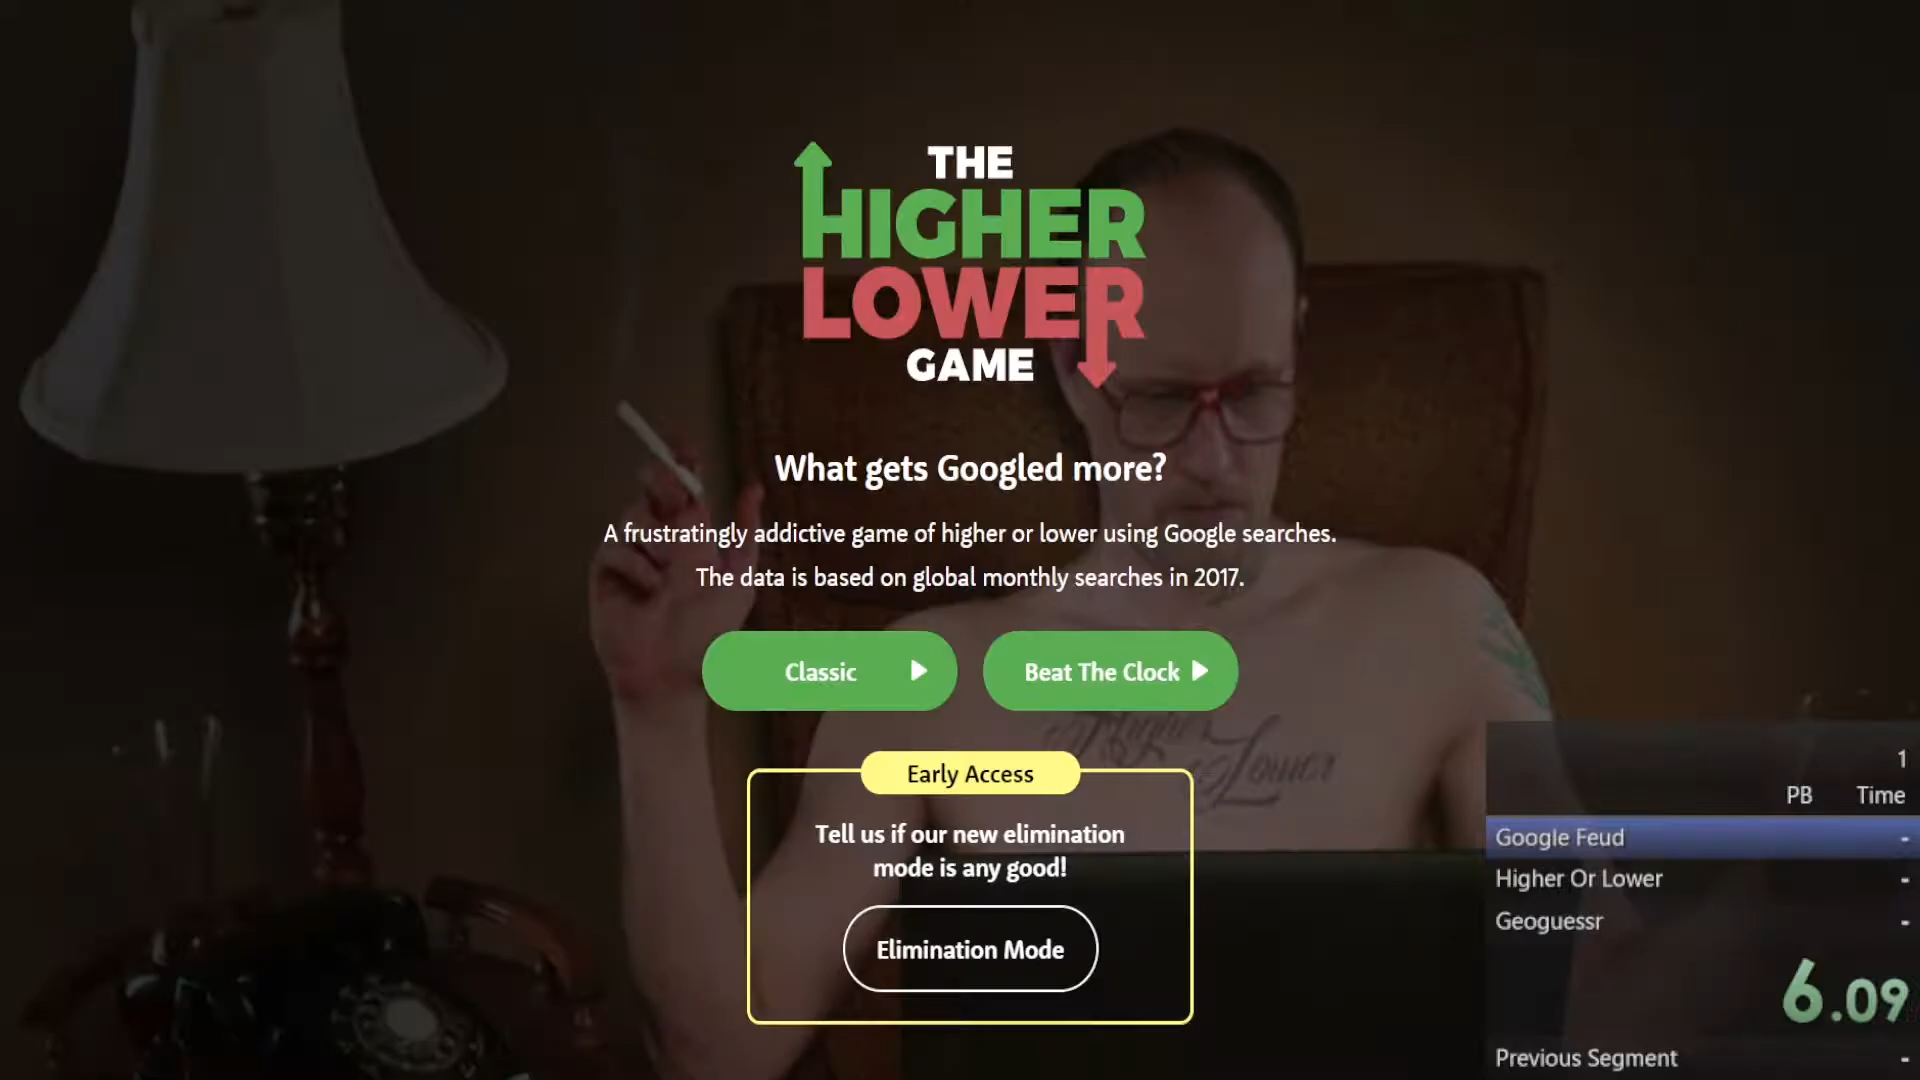 THE
HIGHER
LOWER
GAME
What gets Googled more?
A frustratingly addictive game of higher or lower using Google searches.
The data is based on global monthly searches in 2017.
Classic
Beat The Clock
Higher
Lower
Early Access
Tell us if our new elimination
mode is any good!
Elimination Mode
1
PB Time
Google Feud -
Higher Or Lower -
Geoguessr -
6.09
Previous Segment -